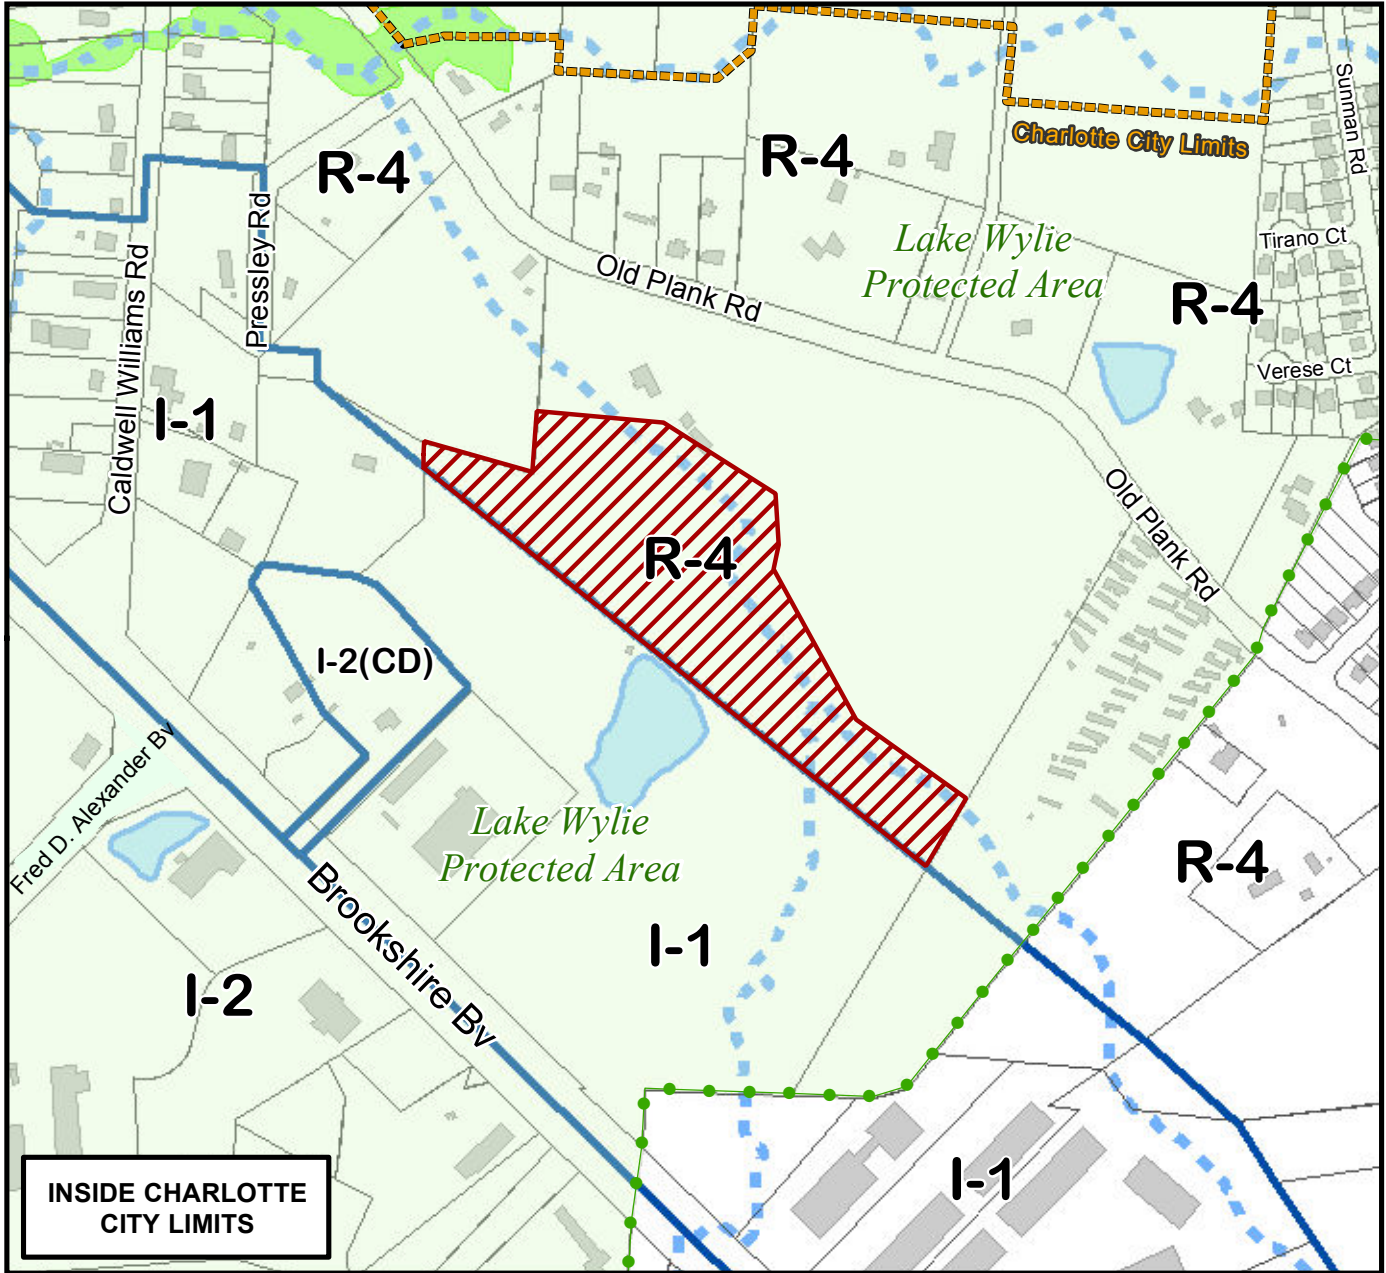 Sunman Rd
Charlotte City Limits
R-4
R-4
Pressley Rd
Caldwell Williams Rd
Old Plank Rd
Lake Wylie
Protected Area
Tirano Ct
R-4
Verese Ct
I-1
Old Plank Rd
R-4
I-2(CD)
Fred D. Alexander Bv
Lake Wylie
Protected Area
Brookshire Bv
R-4
I-1
I-2
I-1
INSIDE CHARLOTTE
CITY LIMITS